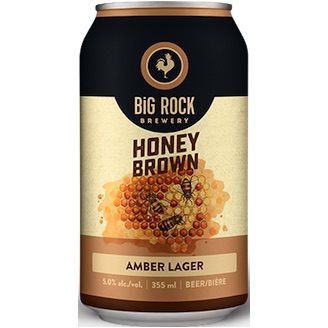 BiG ROCK
BREWERY
HONEY
BROWN
AMBER LAGER
5.0% alc./vol. | 355 ml | BEER/BIÈRE